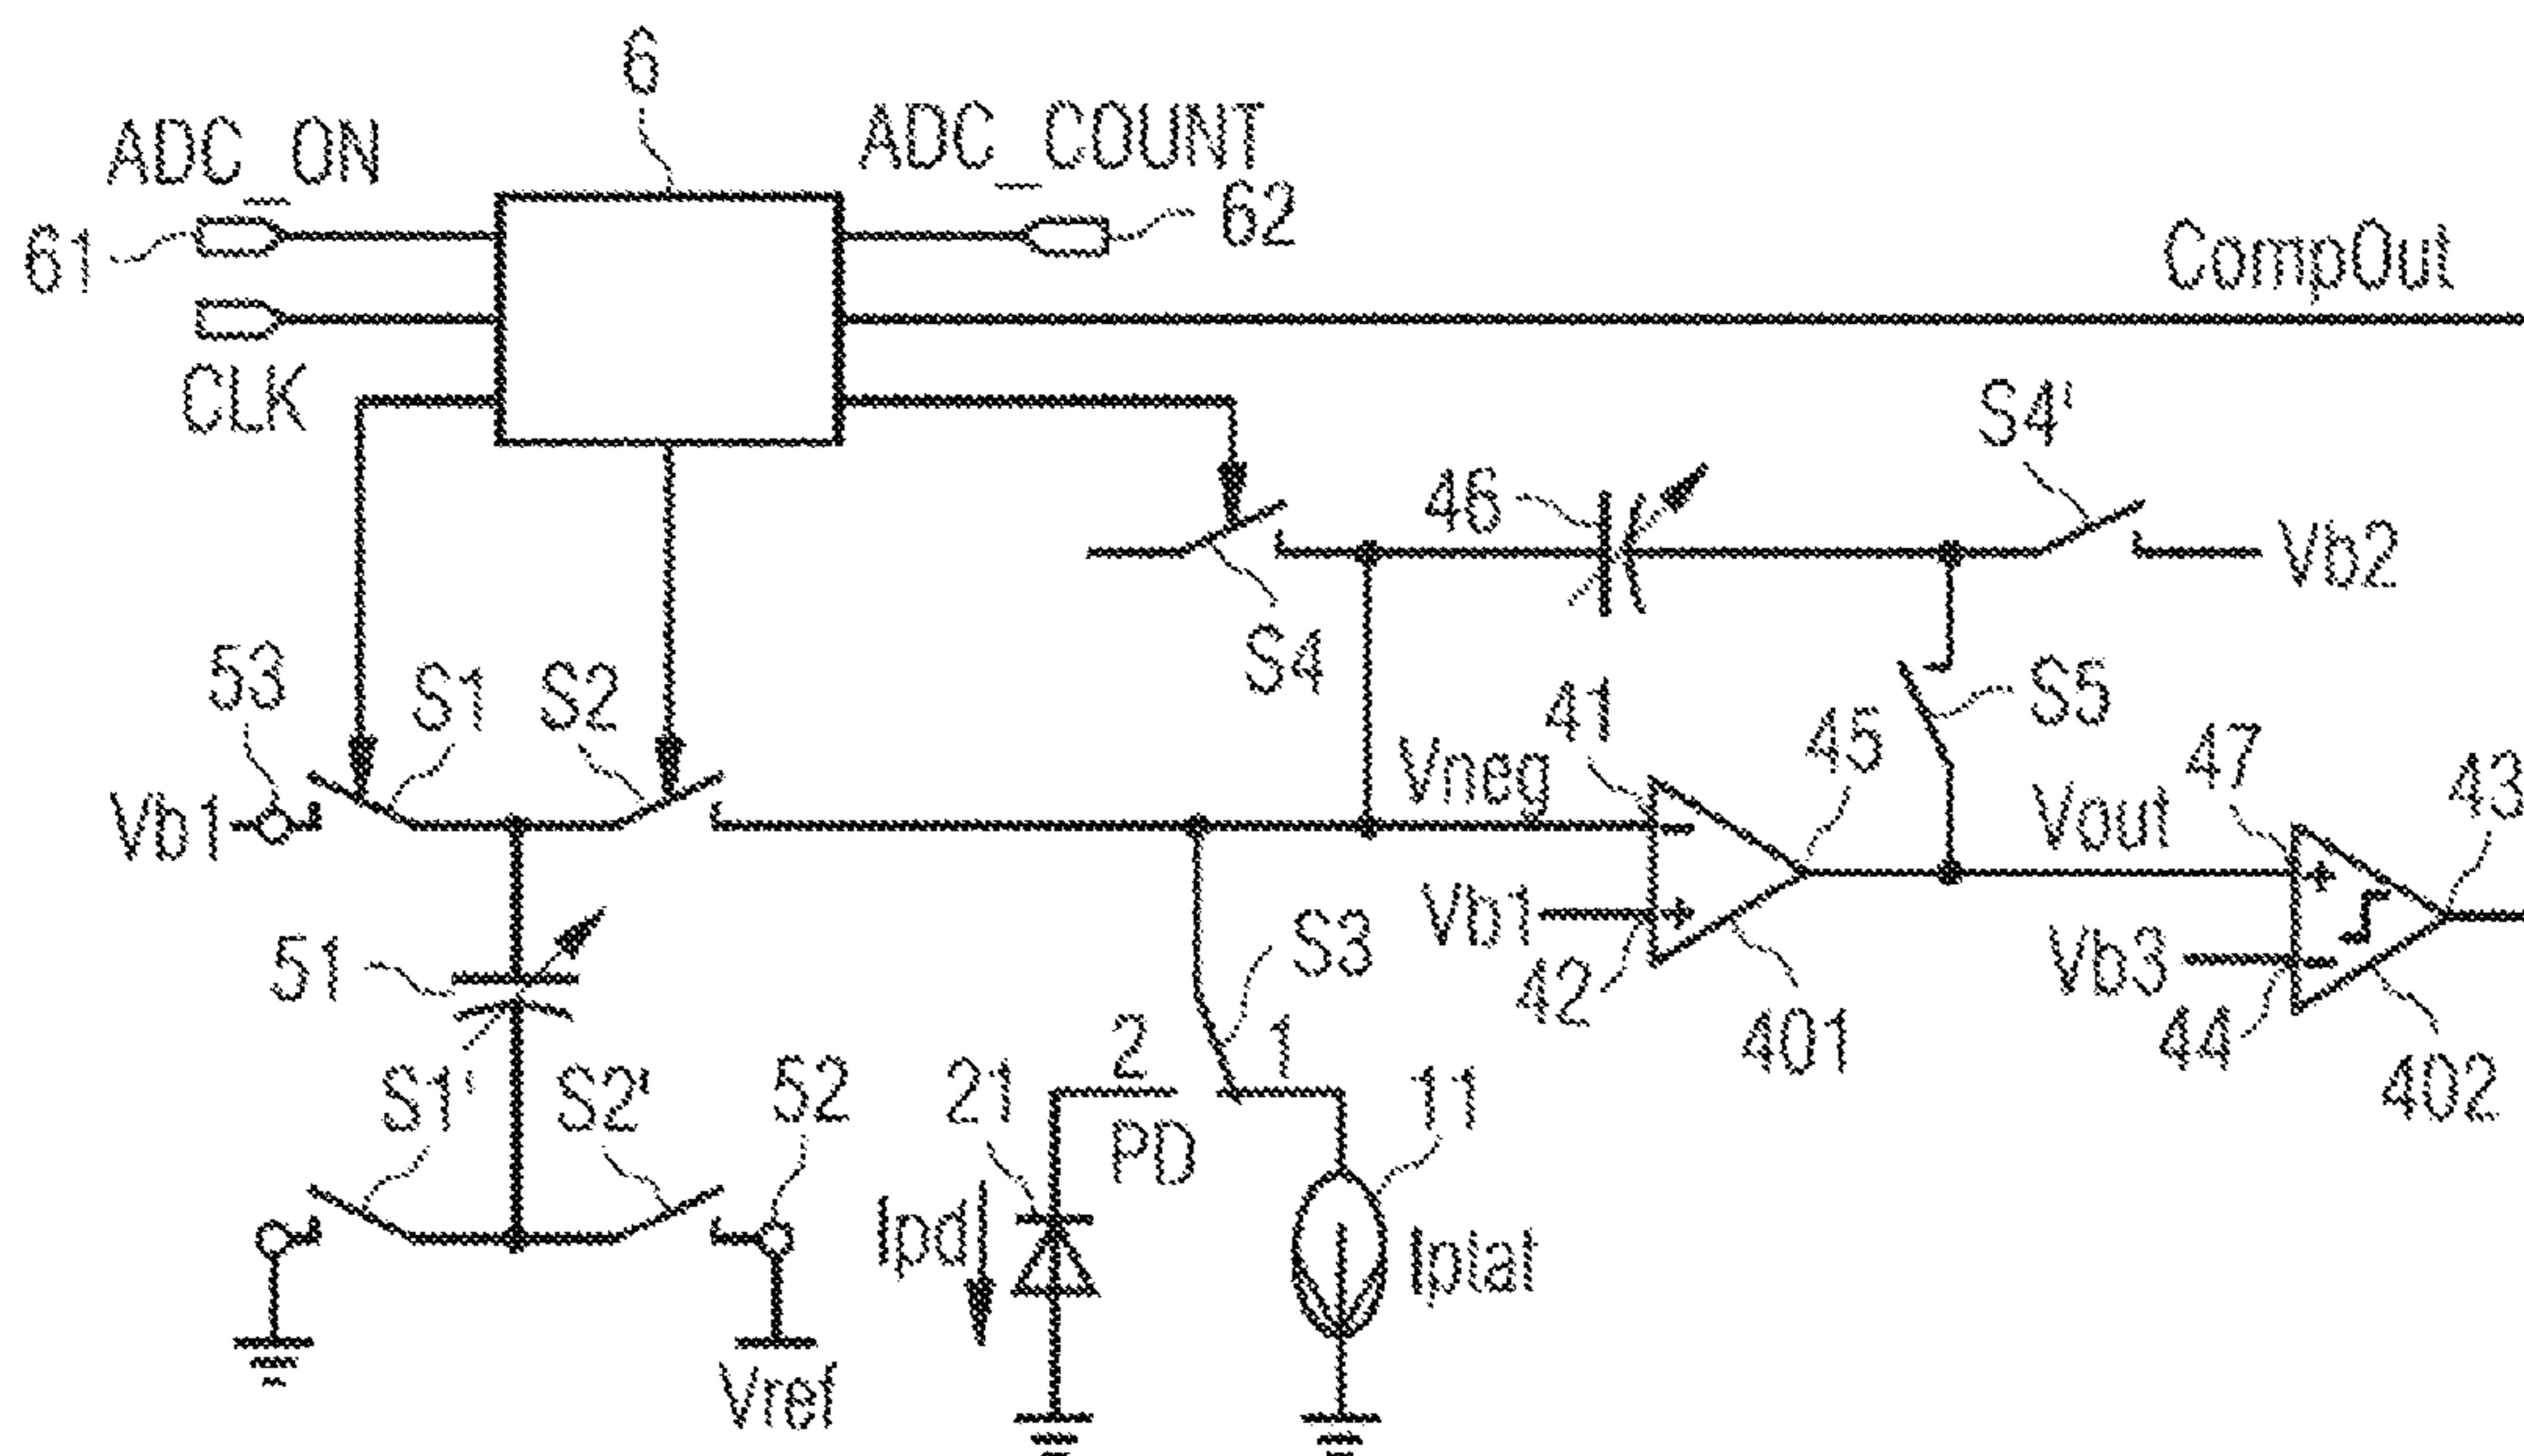 6
ADC_ON
ADC_COUNT
61
62
CompOut
CLK
S4'
46
Vb2
S4
53
S1
S2
41
45
S5
47
43
Vb1
Vneg
Vout
Vb1
42
401
Vb3
44
402
51
S3
S1'
S2'
52
21
2
1
11
PD
Ipd
Iptat
Vref